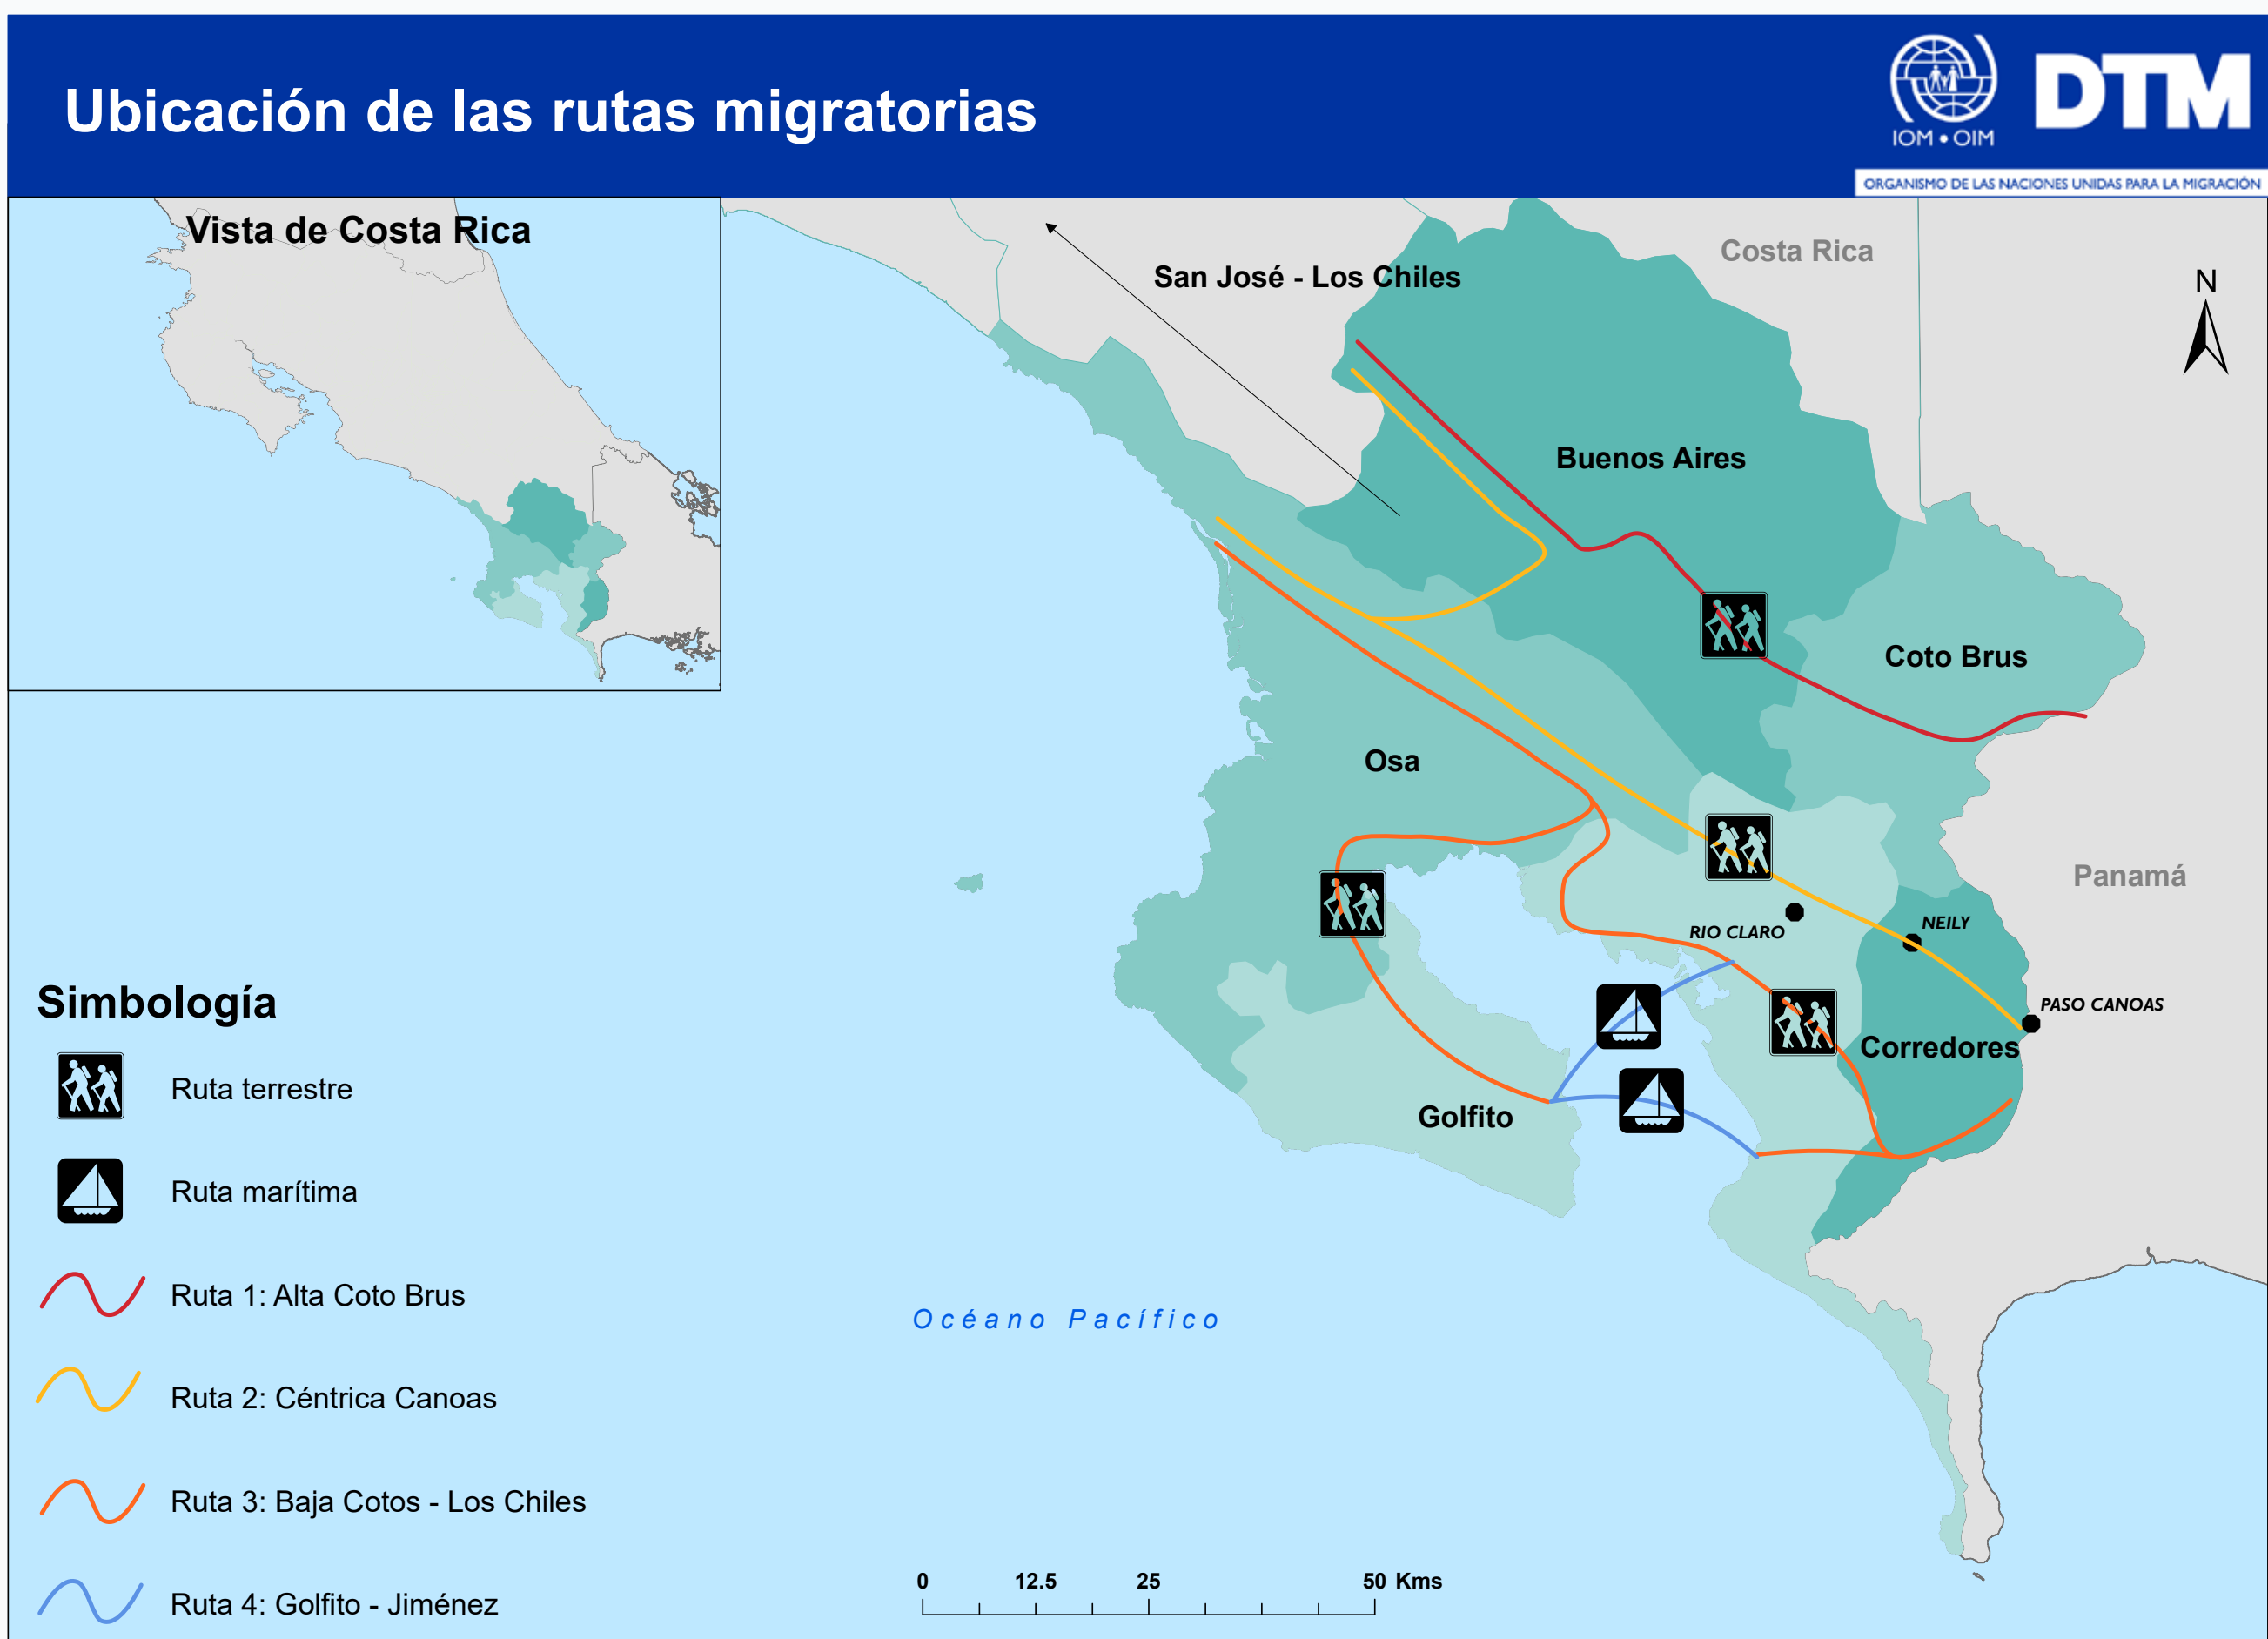 Ubicación de las rutas migratorias
IOM • OIM
DTM
ORGANISMO DE LAS NACIONES UNIDAS PARA LA MIGRACIÓN
Vista de Costa Rica
San José - Los Chiles
Costa Rica
N
Buenos Aires
Coto Brus
Osa
Panamá
NEILY
RIO CLARO
PASO CANOAS
Corredores
Golfito
Simbología
Ruta terrestre
Ruta marítima
Ruta 1: Alta Coto Brus
Océano Pacífico
Ruta 2: Céntrica Canoas
Ruta 3: Baja Cotos - Los Chiles
Ruta 4: Golfito - Jiménez
0 12.5 25 50 Kms